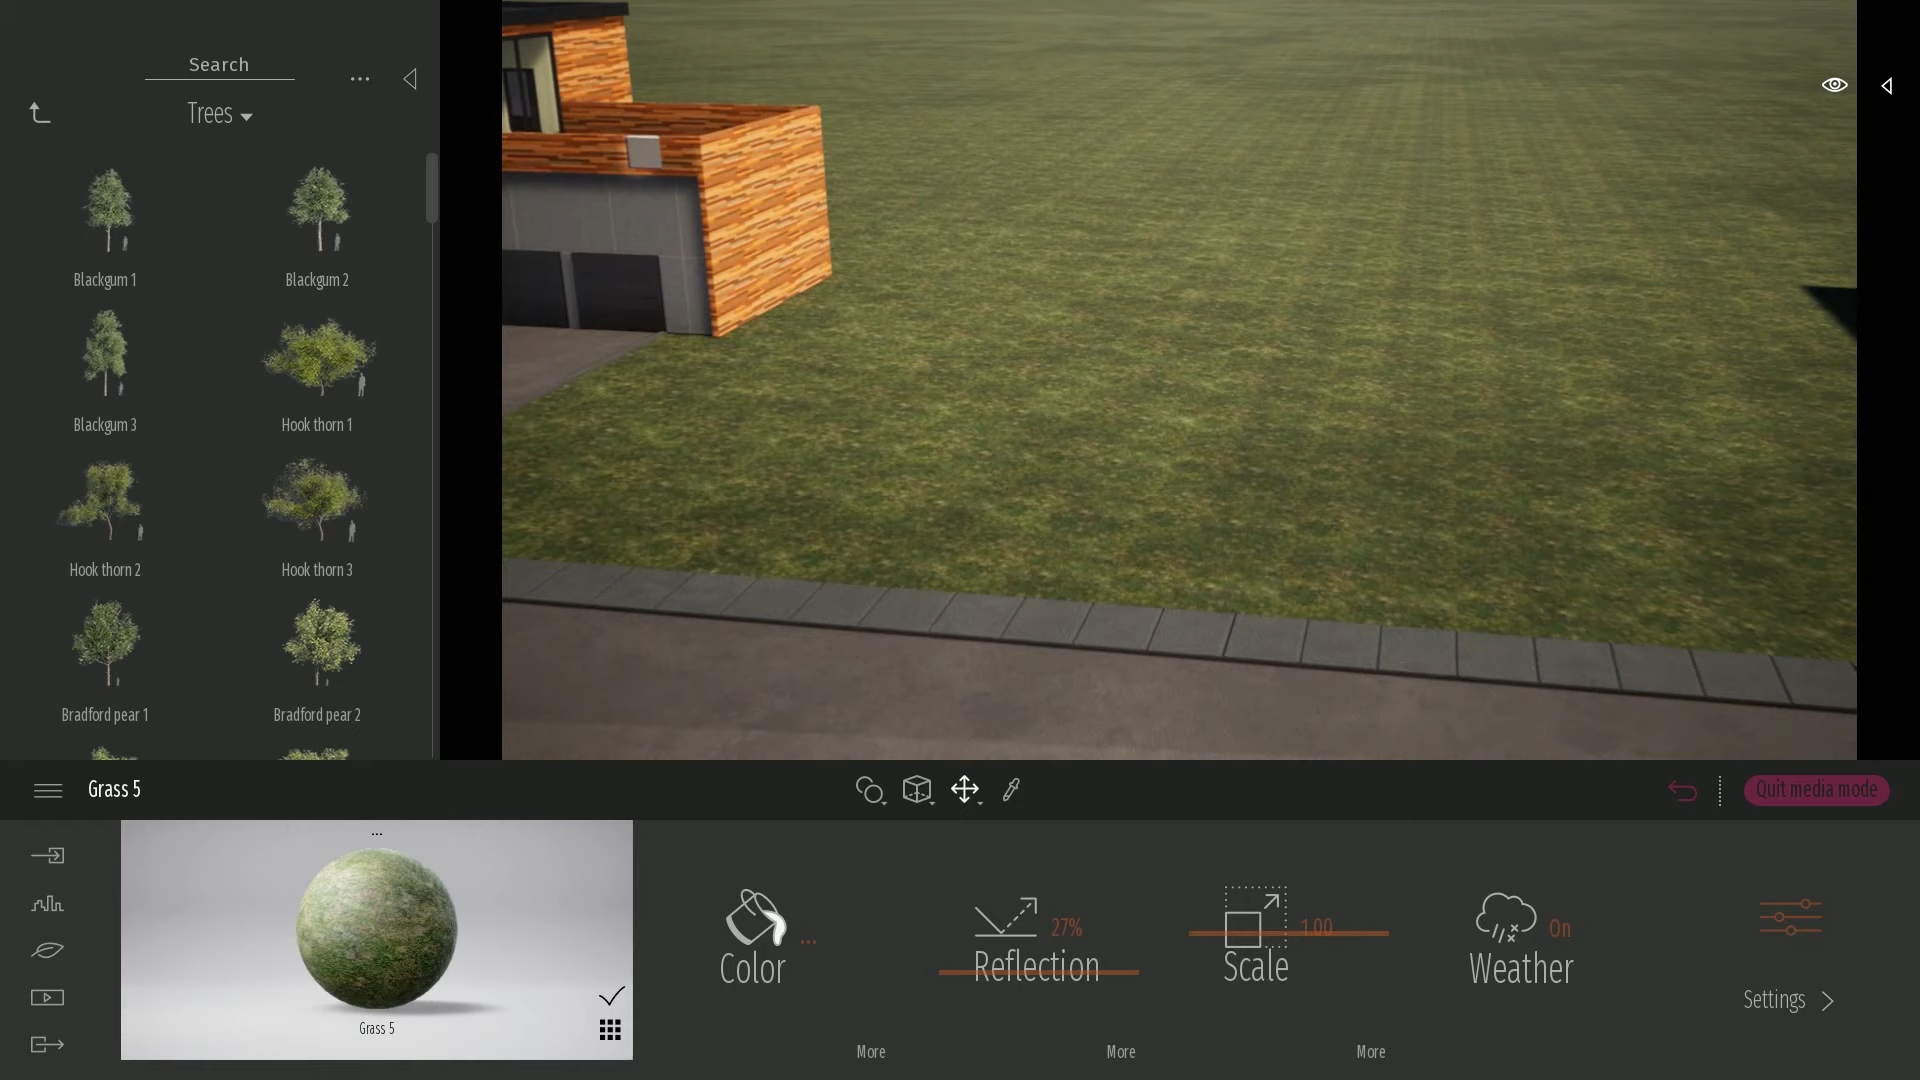 Search
...
Trees
Blackgum 1
Blackgum 2
Blackgum 3
Hook thorn 1
Hook thorn 2
Hook thorn 3
Bradford pear 1
Bradford pear 2
Grass 5
Quit media mode
...
Grass 5
...
Color
27%
Reflection
1.00
Scale
On
Weather
Settings
More
More
More